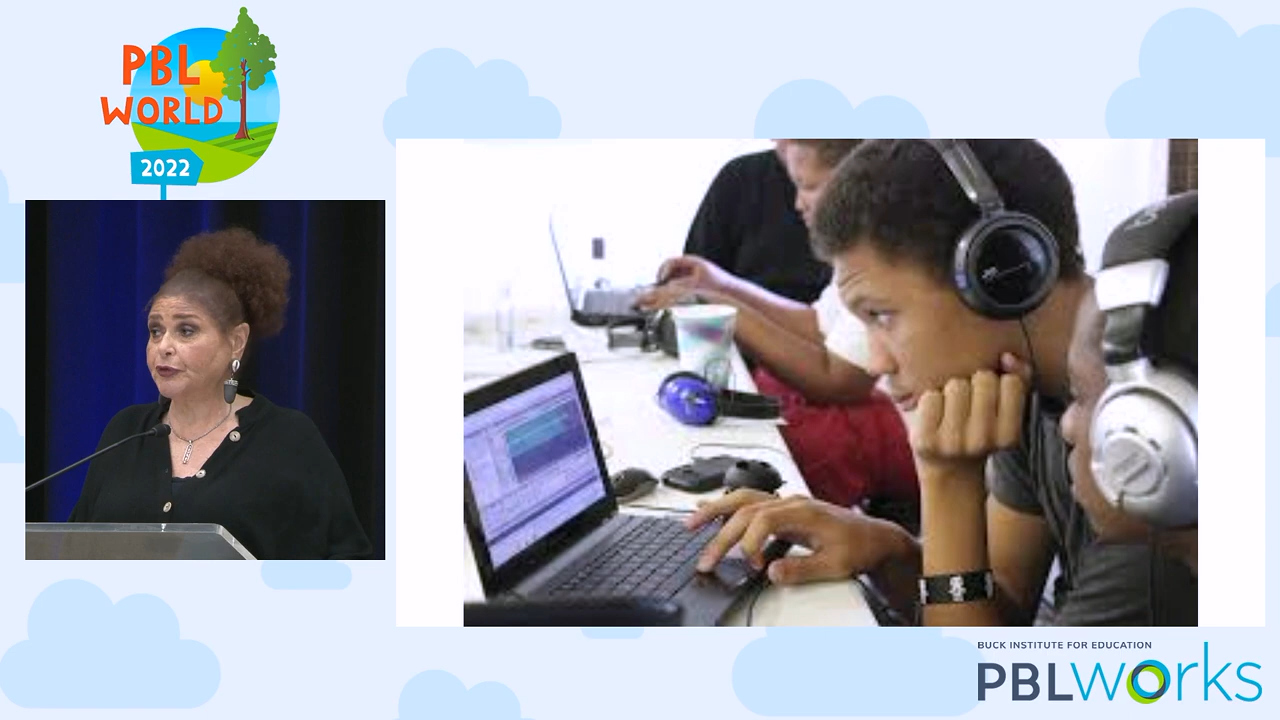 PBL
WORLD
2022
BUCK INSTITUTE FOR EDUCATION
PBLWorks